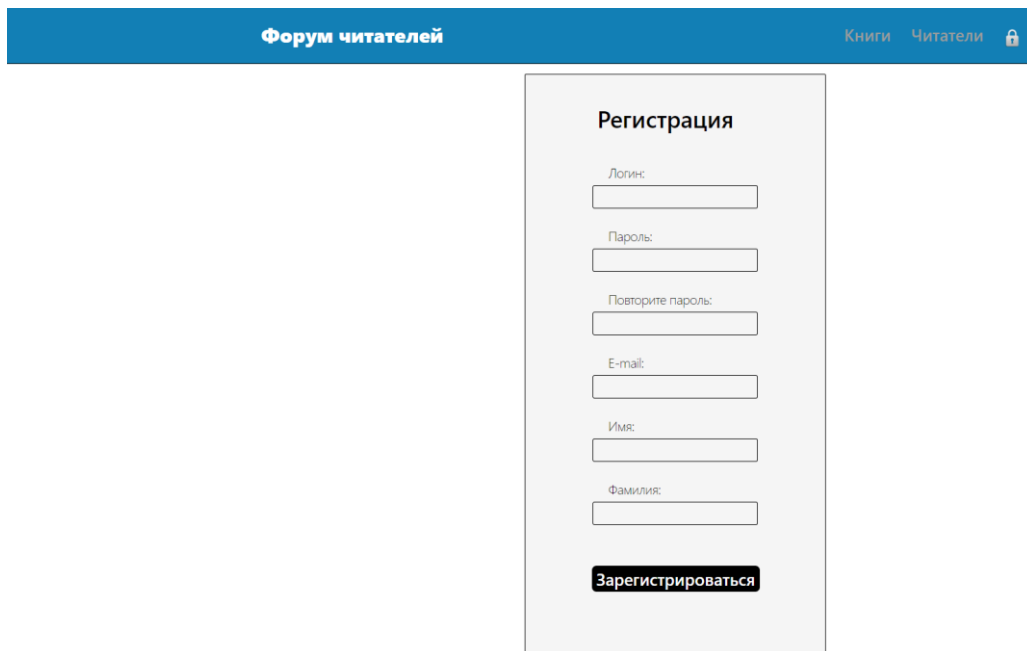 Форум читателей Книги Читатели
Регистрация
Логин:
Пароль:
Повторите пароль:
E-mail:
Имя:
Фамилия:
Зарегистрироваться